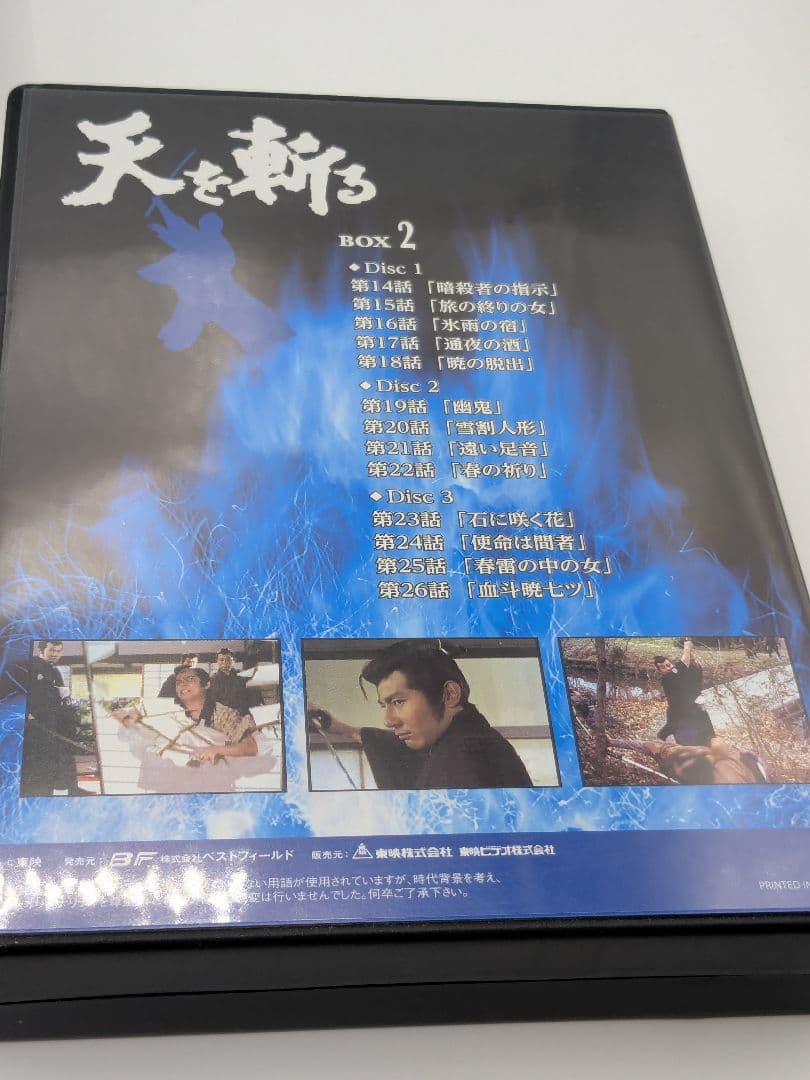 天を斬る
BOX 2
◆Disc 1
第14話 「暗殺者の指示」
第15話 「旅の終りの女」
第16話 「氷雨の宿」
第17話 「通夜の酒」
第18話 「暁の脱出」
◆Disc 2
第19話 「幽鬼」
第20話 「雪割人形」
第21話 「遠い足音」
第22話 「春の祈り」
◆Disc 3
第23話 「石に咲く花」
第24話 「使命は間者」
第25話 「春雷の中の女」
第26話 「血斗暁七ツ」
©東映 発売元: BF 株式会社ベストフィールド 販売元: 東映株式会社 東映ビデオ株式会社
ない用語が使用されていますが、時代背景を考え、
変は行いませんでした。何卒ご了承下さい。
PRINTED IN